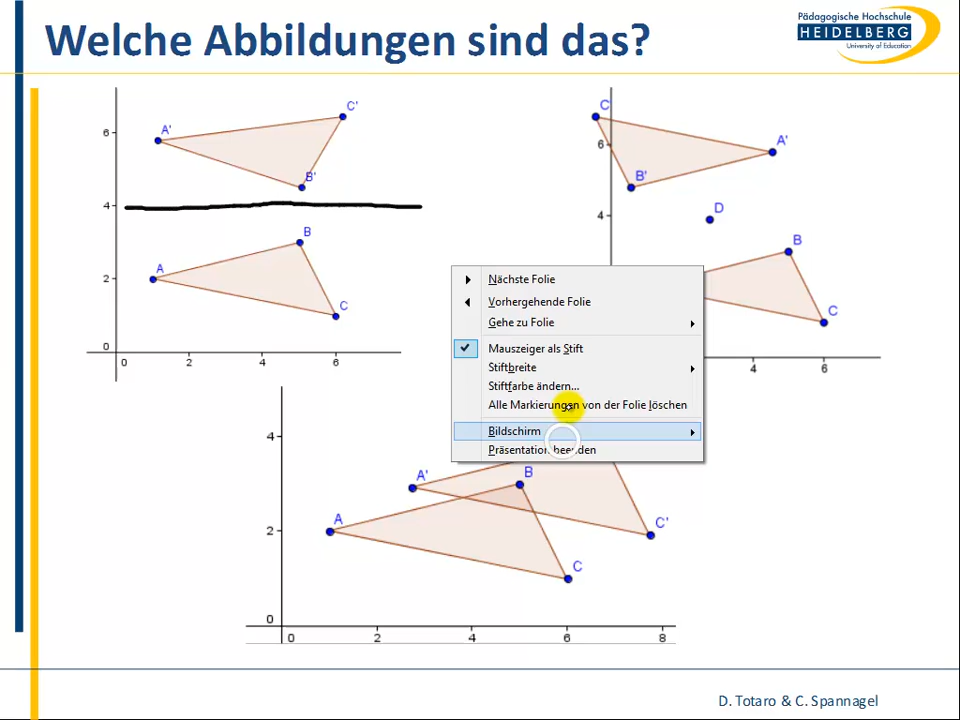 Welche Abbildungen sind das?
Pädagogische Hochschule
HEIDELBERG
University of Education
C'
A'
6
B'
4
B
A
2
C
0
0 2 4 6
C'
A'
6
B'
D
4
B
C
4 6
Nächste Folie
Vorhergehende Folie
Gehe zu Folie
Mauszeiger als Stift
Stiftbreite
Stiftfarbe ändern...
Alle Markierungen von der Folie löschen
Bildschirm
Präsentation beenden
4
A'
B
A
C'
2
C
0
0 2 4 6 8
D. Totaro & C. Spannagel